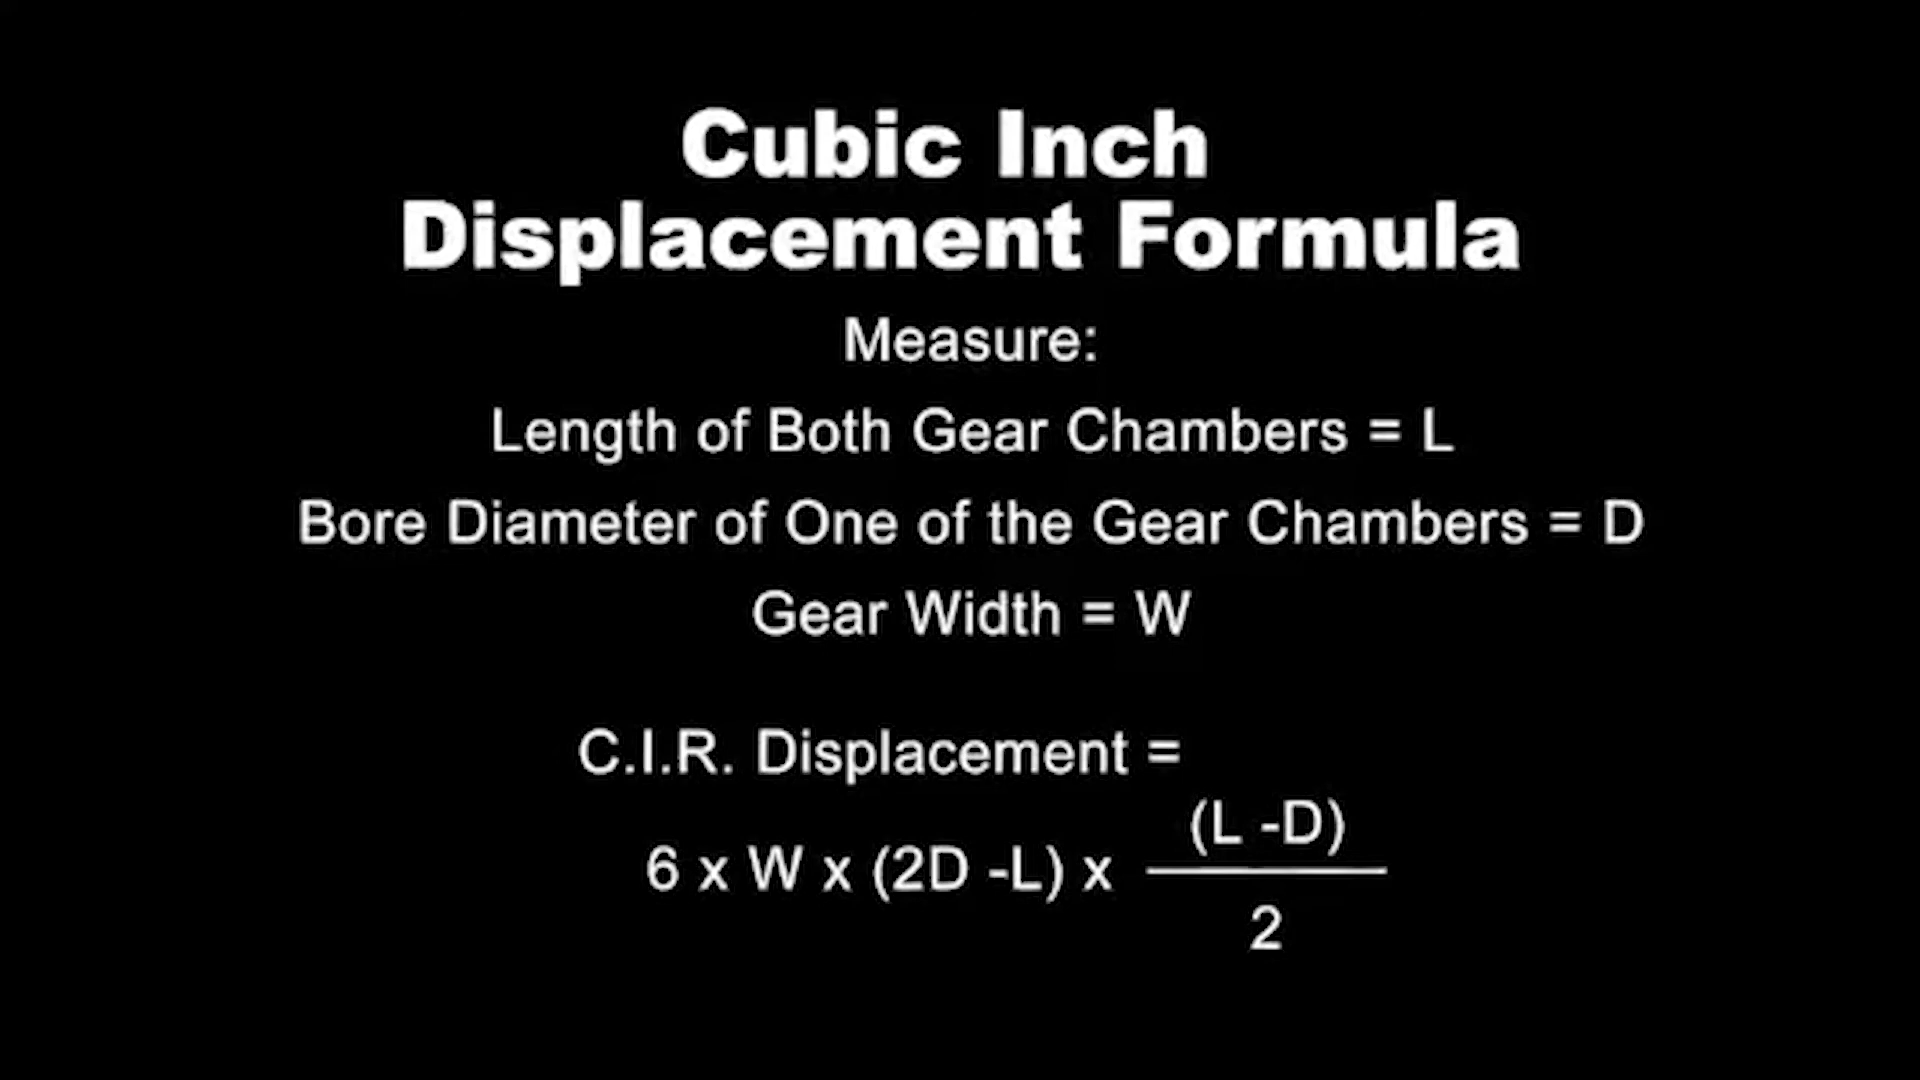 Cubic Inch
Displacement Formula
Measure:
Length of Both Gear Chambers = L
Bore Diameter of One of the Gear Chambers = D
Gear Width = W
C.I.R. Displacement =
6 x W x (2D -L) x (L -D)
2